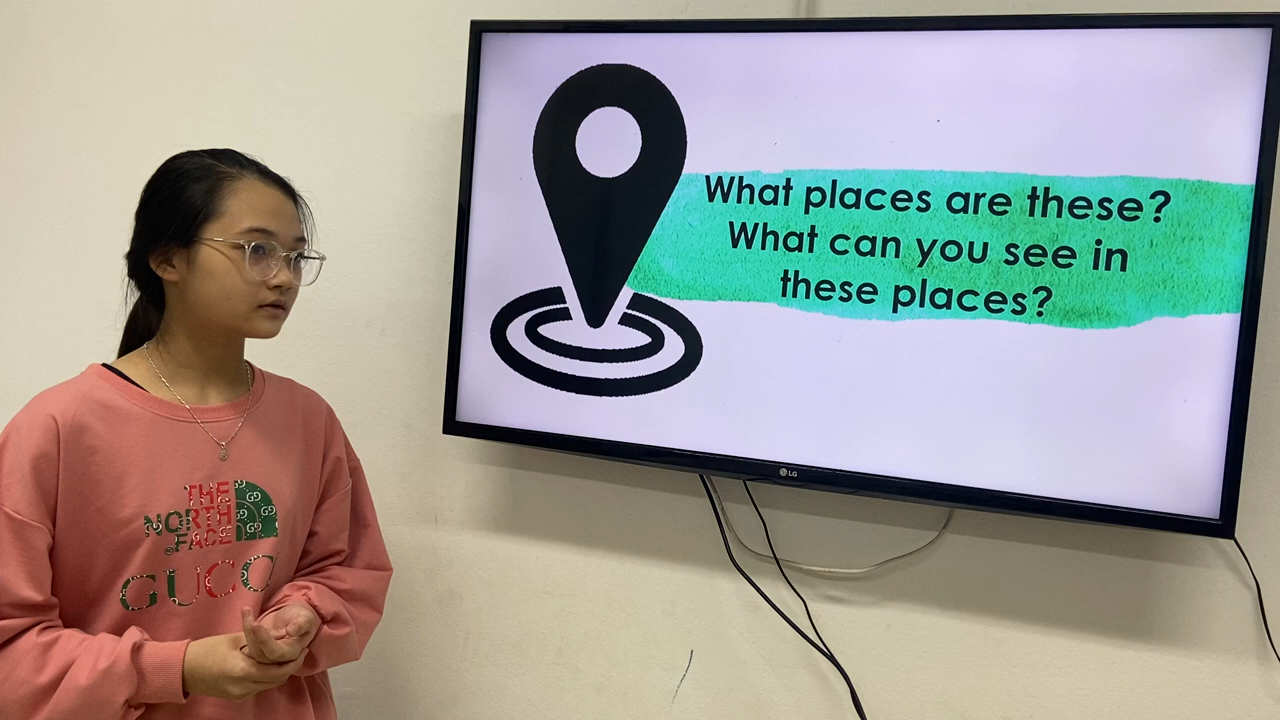 What places are these?
What can you see in
these places?
LG
THE
NORTH
FACE
GUCCI